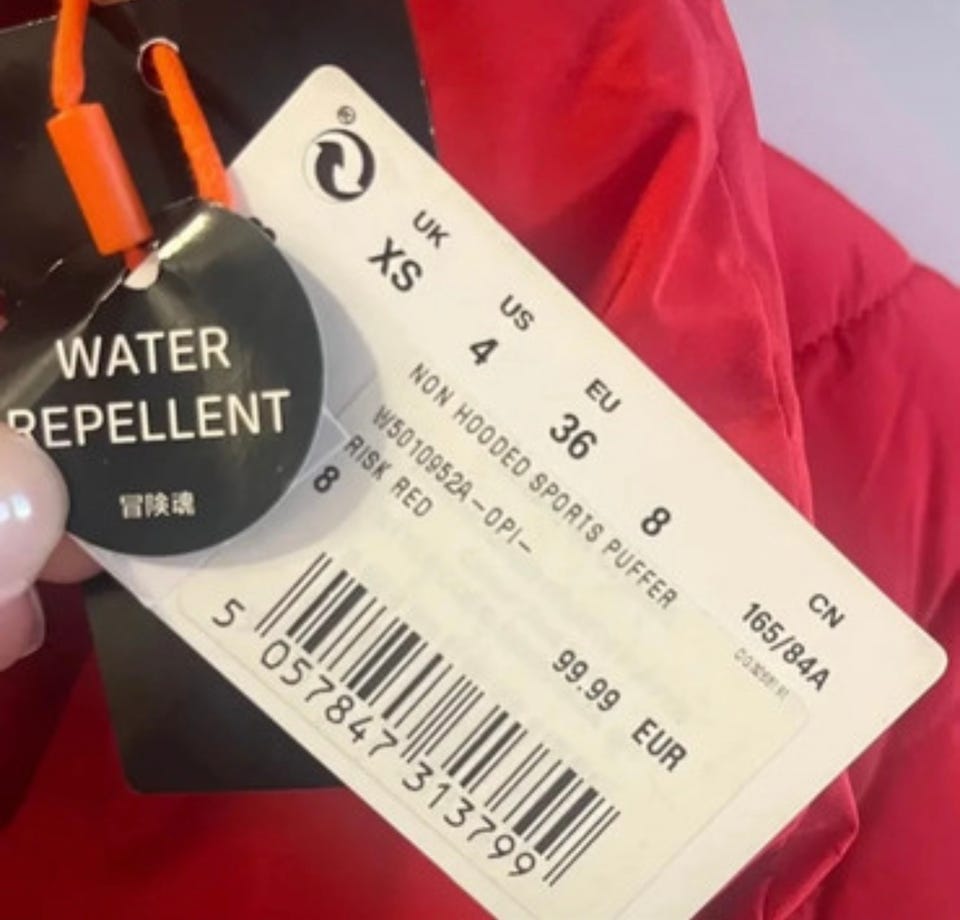 WATER
REPELLENT
冒険魂
®
UK
XS
US
4
EU
36
8
CN
165/84A
NON HOODED SPORTS PUFFER
W5010952A-OPI-
RISK RED
8
99.99 EUR
5 057847 313799